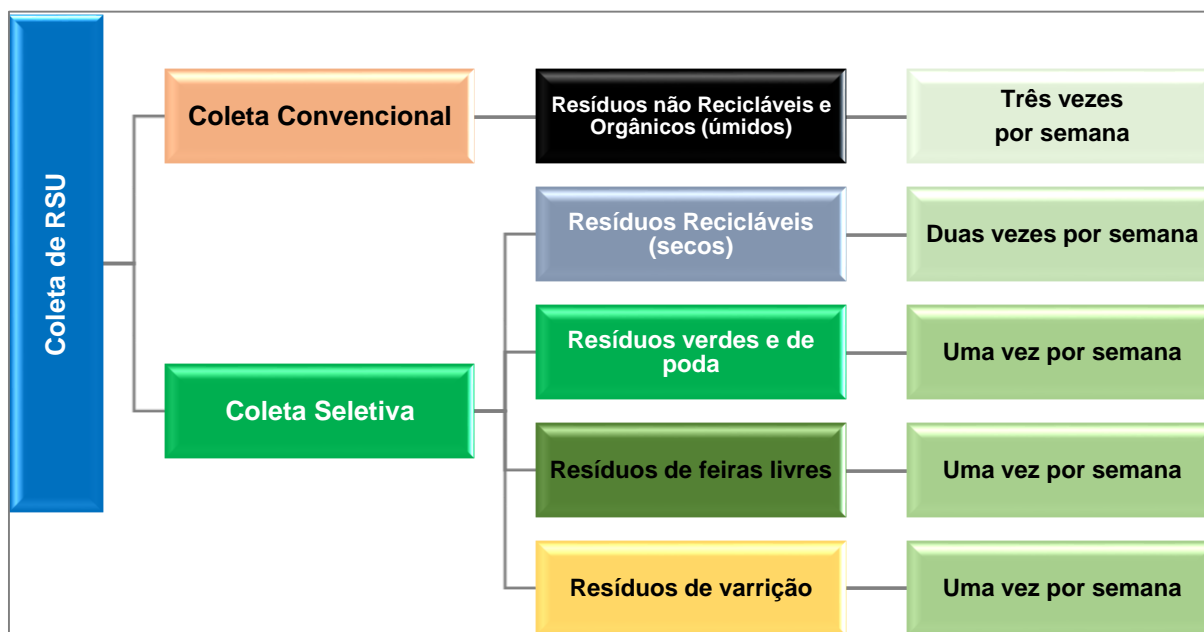 Coleta de RSU
Coleta Convencional
Resíduos não Recicláveis e
Orgânicos (úmidos)
Três vezes
por semana
Resíduos Recicláveis
(secos)
Duas vezes por semana
Coleta Seletiva
Resíduos verdes e de
poda
Uma vez por semana
Resíduos de feiras livres
Uma vez por semana
Resíduos de varrição
Uma vez por semana